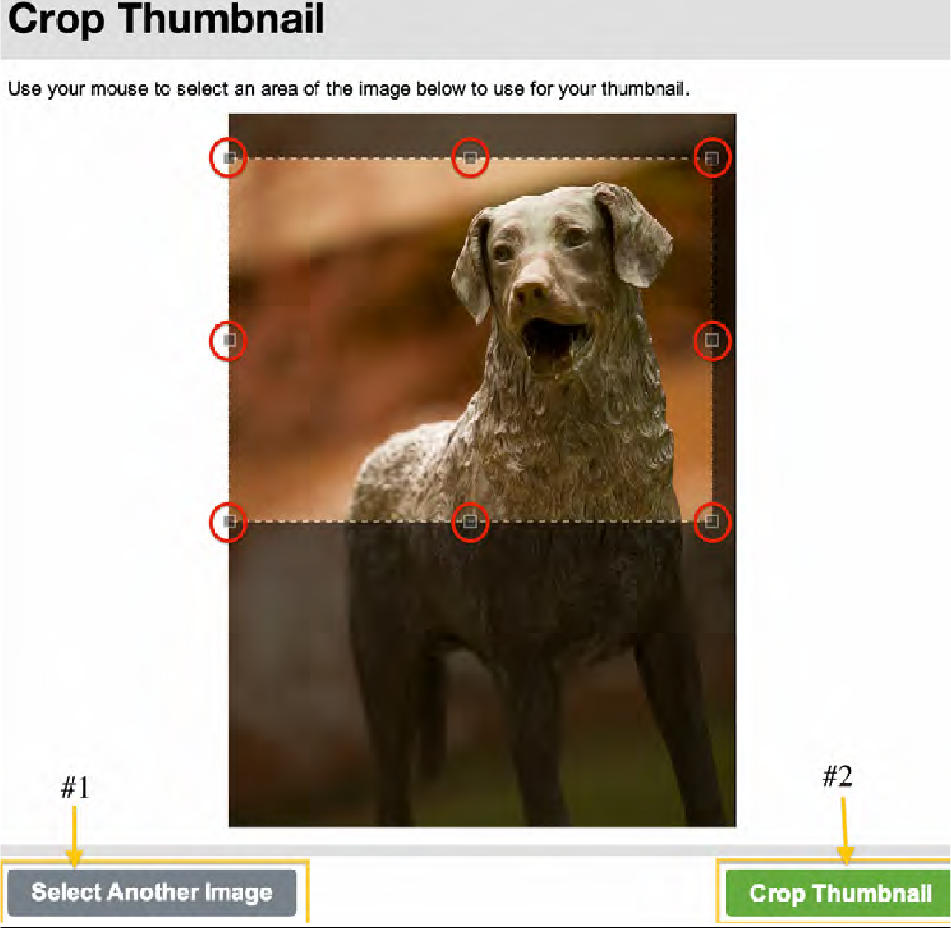 Crop Thumbnail
Use your mouse to select an area of the image below to use for your thumbnail.
#1
#2
Select Another Image
Crop Thumbnail